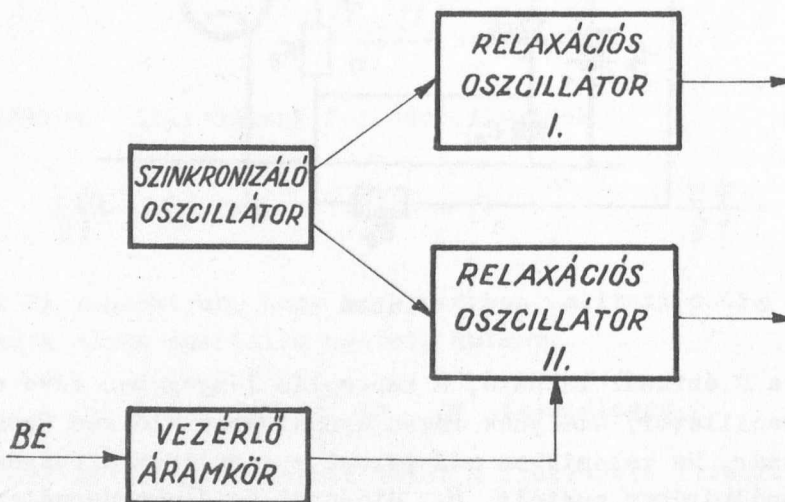 RELAXÁCIÓS
OSZCILLÁTOR
I.
SZINKRONIZÁLÓ
OSZCILLÁTOR
RELAXÁCIÓS
OSZCILLÁTOR
II.
BE
VEZÉRLŐ
ÁRAMKÖR